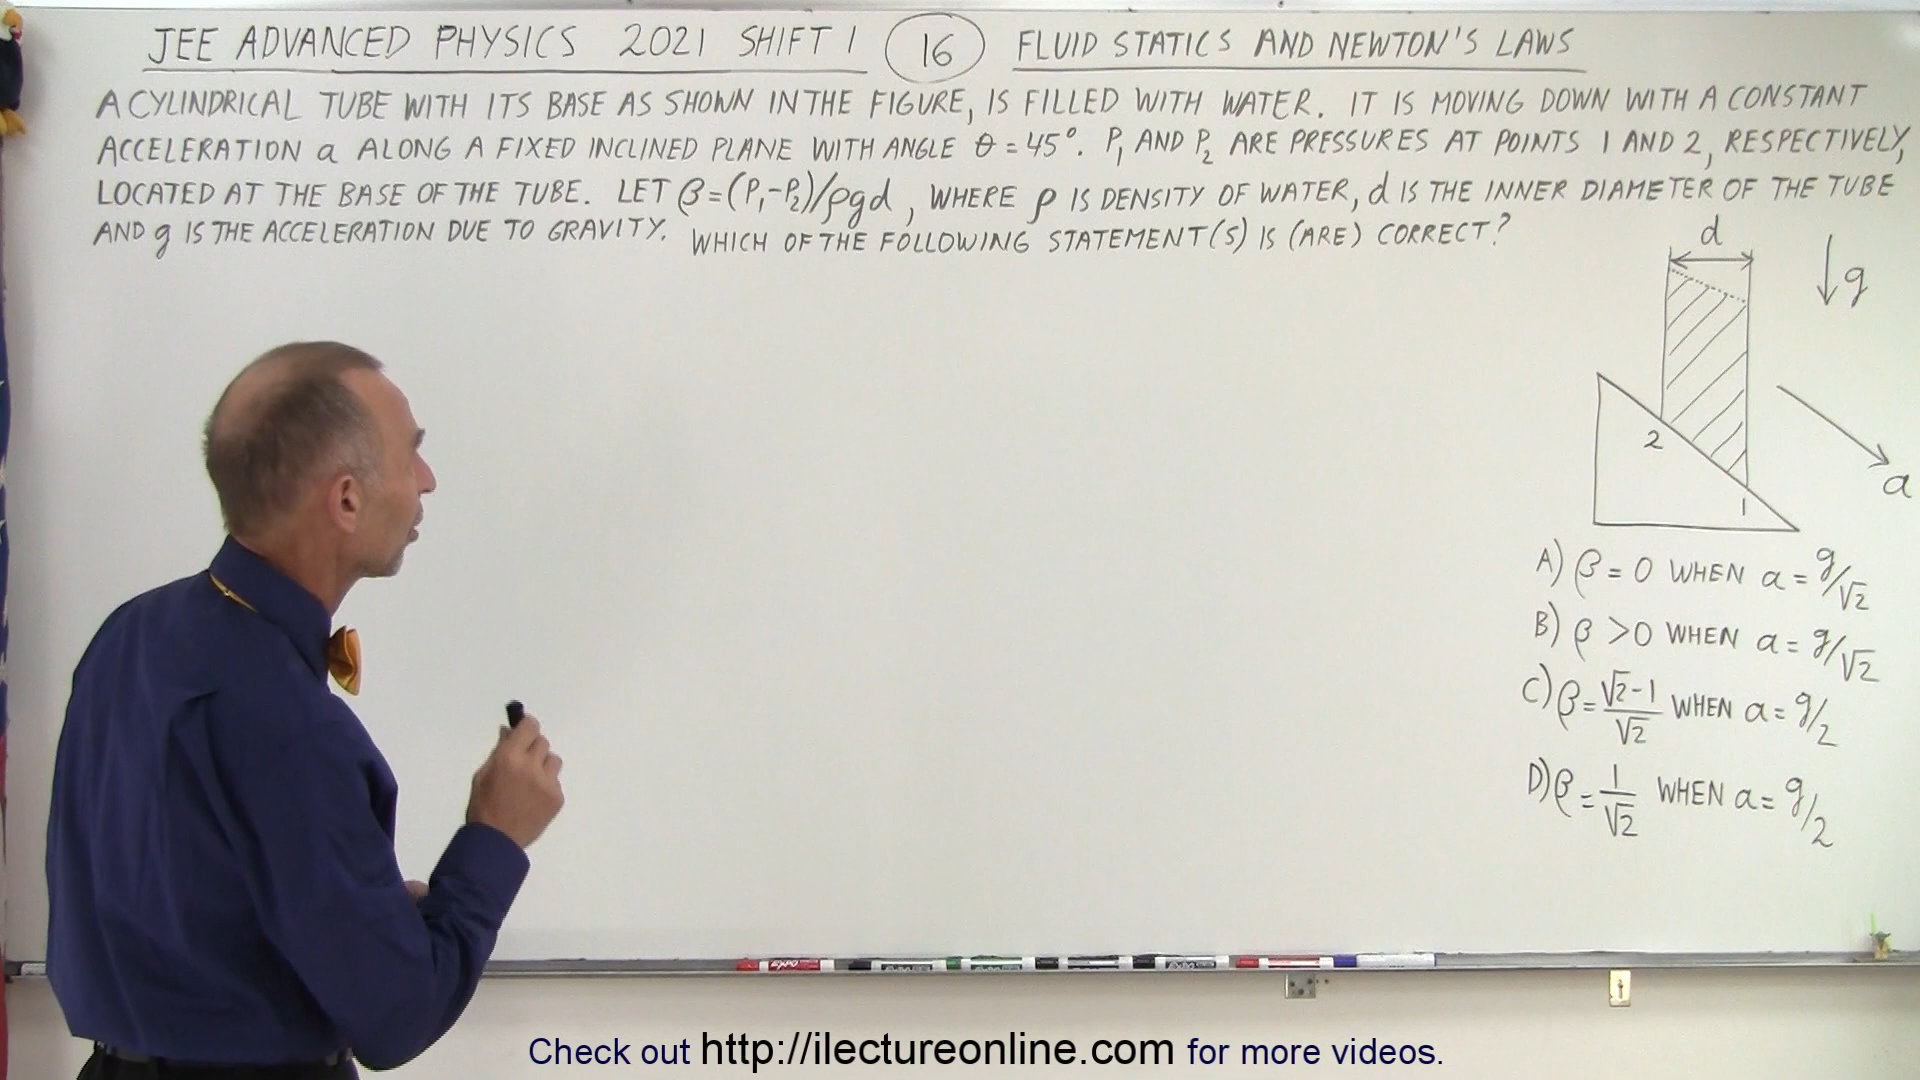 JEE ADVANCED PHYSICS 2021 SHIFT 1 16 FLUID STATICS AND NEWTON'S LAWS
A CYLINDRICAL TUBE WITH ITS BASE AS SHOWN IN THE FIGURE, IS FILLED WITH WATER. IT IS MOVING DOWN WITH A CONSTANT
ACCELERATION a ALONG A FIXED INCLINED PLANE WITH ANGLE θ = 45°. P₁ AND P₂ ARE PRESSURES AT POINTS 1 AND 2, RESPECTIVELY,
LOCATED AT THE BASE OF THE TUBE. LET β = (P₁-P₂)/ρgd, WHERE ρ IS DENSITY OF WATER, d IS THE INNER DIAMETER OF THE TUBE
AND g IS THE ACCELERATION DUE TO GRAVITY. WHICH OF THE FOLLOWING STATEMENT(S) IS (ARE) CORRECT?
d
g
2
a
1
A) β = 0 WHEN a = g/√2
B) β > 0 WHEN a = g/√2
C) β = (√2-1)/√2 WHEN a = g/2
D) β = 1/√2 WHEN a = g/2
EXPO
Check out http://ilectureonline.com for more videos.